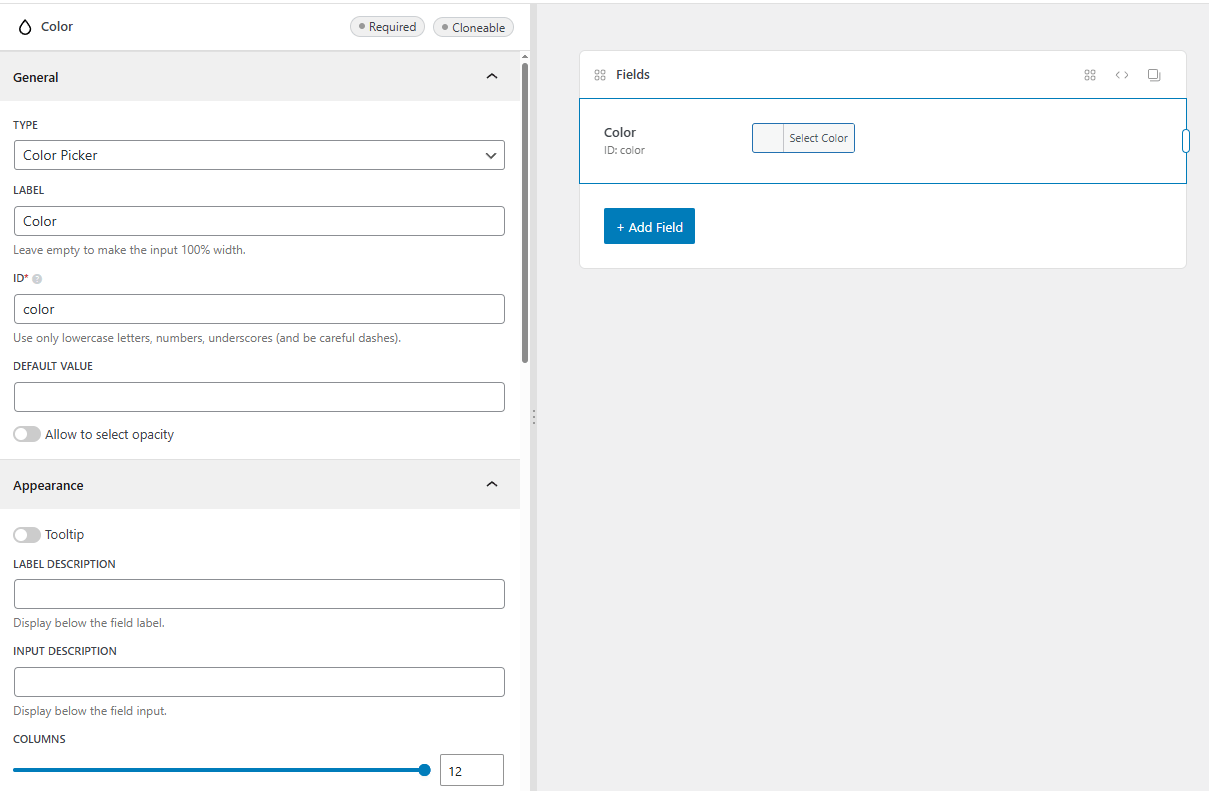 Color
Required
Cloneable
General
TYPE
Color Picker
LABEL
Color
Leave empty to make the input 100% width.
ID*
color
Use only lowercase letters, numbers, underscores (and be careful dashes).
DEFAULT VALUE
Allow to select opacity
Appearance
Tooltip
LABEL DESCRIPTION
Display below the field label.
INPUT DESCRIPTION
Display below the field input.
COLUMNS
12
Fields
Color
Select Color
ID: color
+ Add Field